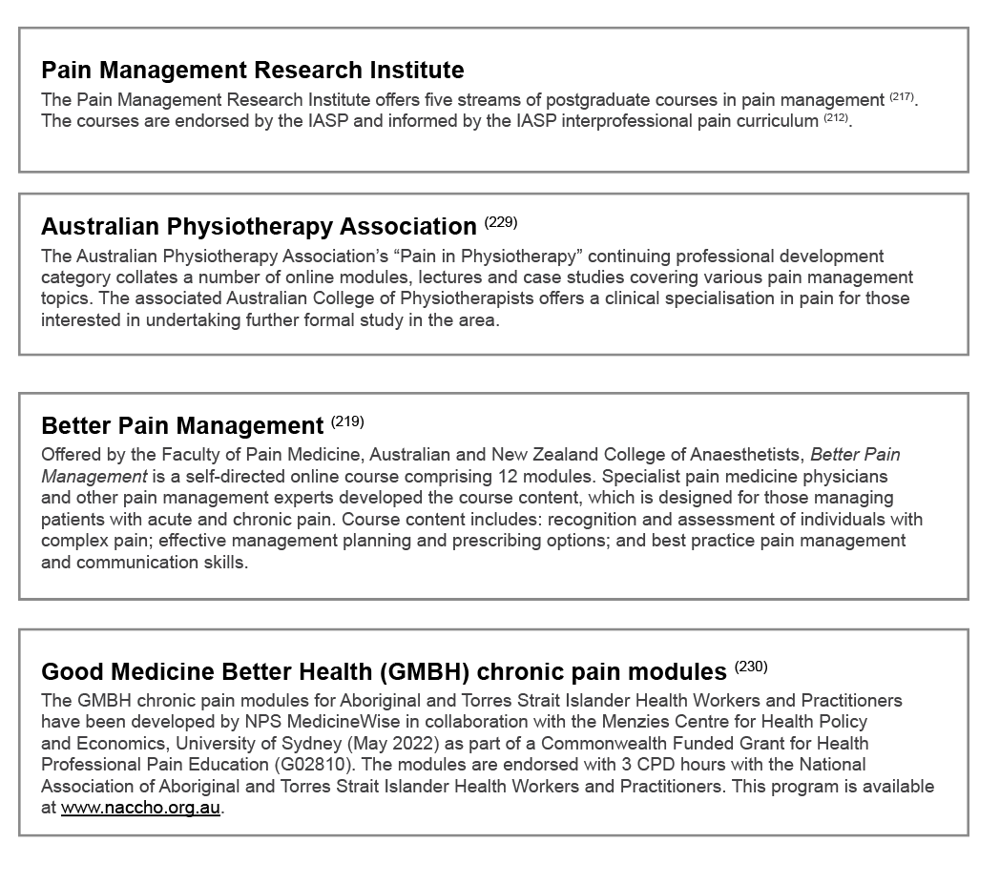 Pain Management Research Institute
The Pain Management Research Institute offers five streams of postgraduate courses in pain management (217).
The courses are endorsed by the IASP and informed by the IASP interprofessional pain curriculum (212).
Australian Physiotherapy Association (229)
The Australian Physiotherapy Association’s “Pain in Physiotherapy” continuing professional development
category collates a number of online modules, lectures and case studies covering various pain management
topics. The associated Australian College of Physiotherapists offers a clinical specialisation in pain for those
interested in undertaking further formal study in the area.
Better Pain Management (219)
Offered by the Faculty of Pain Medicine, Australian and New Zealand College of Anaesthetists, Better Pain
Management is a self-directed online course comprising 12 modules. Specialist pain medicine physicians
and other pain management experts developed the course content, which is designed for those managing
patients with acute and chronic pain. Course content includes: recognition and assessment of individuals with
complex pain; effective management planning and prescribing options; and best practice pain management
and communication skills.
Good Medicine Better Health (GMBH) chronic pain modules (230)
The GMBH chronic pain modules for Aboriginal and Torres Strait Islander Health Workers and Practitioners
have been developed by NPS MedicineWise in collaboration with the Menzies Centre for Health Policy
and Economics, University of Sydney (May 2022) as part of a Commonwealth Funded Grant for Health
Professional Pain Education (G02810). The modules are endorsed with 3 CPD hours with the National
Association of Aboriginal and Torres Strait Islander Health Workers and Practitioners. This program is available
at www.naccho.org.au.